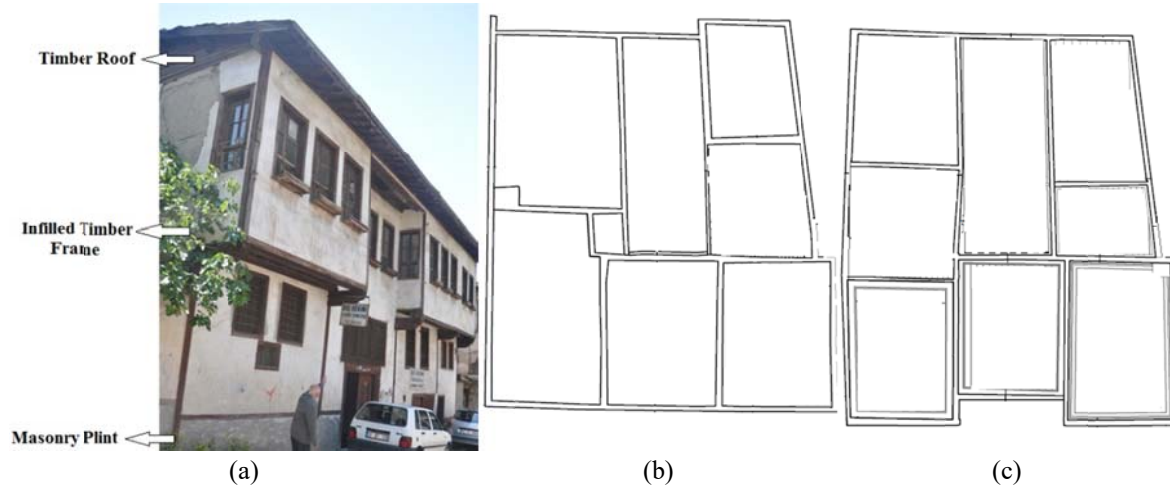 Timber Roof
Infilled Timber
Frame
Masonry Plint
(a)
(b)
(c)